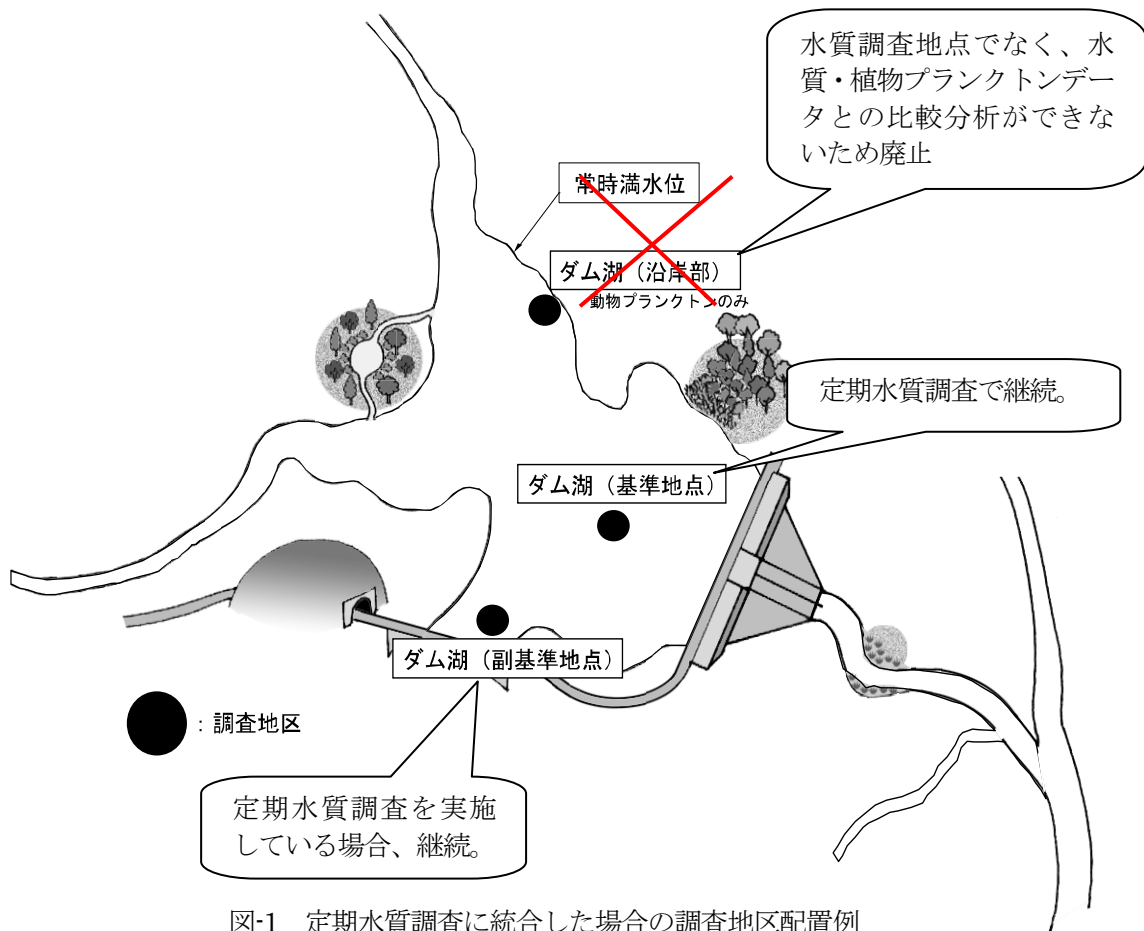 水質調査地点でなく、水
質・植物プランクトンデー
タとの比較分析ができな
いため廃止
常時満水位
ダム湖（沿岸部）
動物プランクトンのみ
定期水質調査で継続。
ダム湖（基準地点）
ダム湖（副基準地点）
：調査地区
定期水質調査を実施
している場合、継続。
図-1　定期水質調査に統合した場合の調査地区配置例